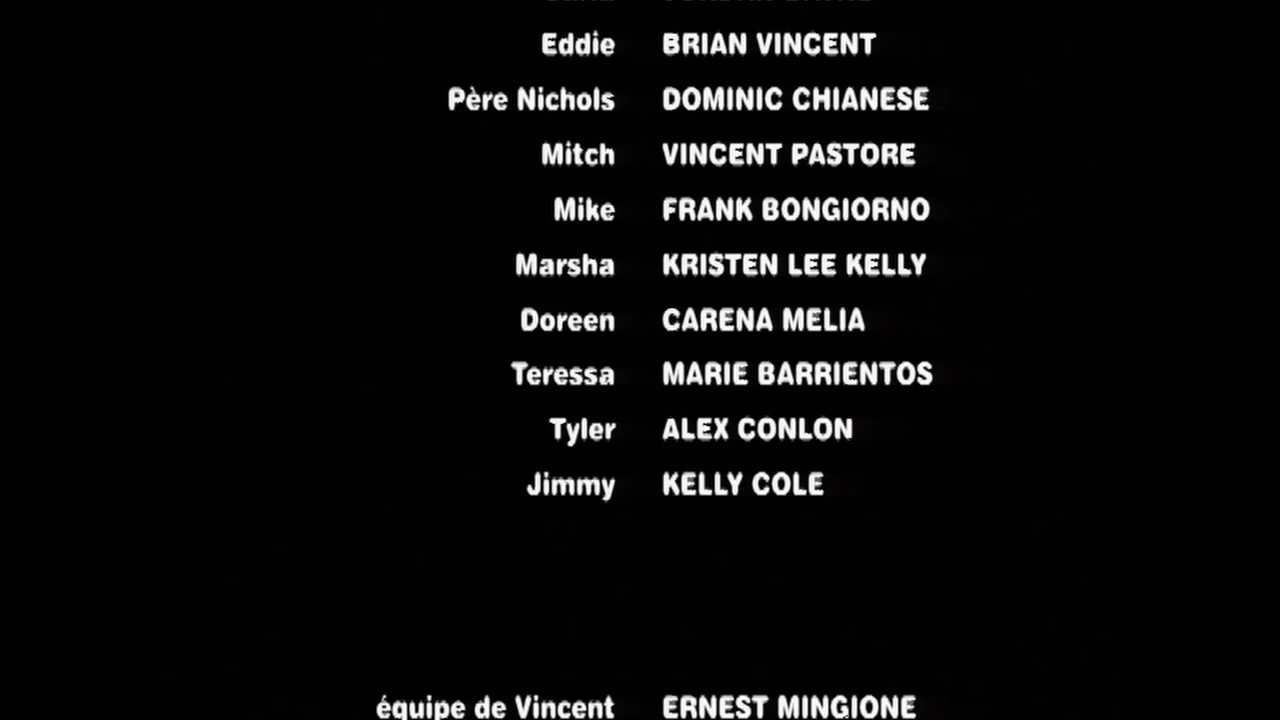 Eddie BRIAN VINCENT
Père Nichols DOMINIC CHIANESE
Mitch VINCENT PASTORE
Mike FRANK BONGIORNO
Marsha KRISTEN LEE KELLY
Doreen CARENA MELIA
Teressa MARIE BARRIENTOS
Tyler ALEX CONLON
Jimmy KELLY COLE
équipe de Vincent ERNEST MINGIONE